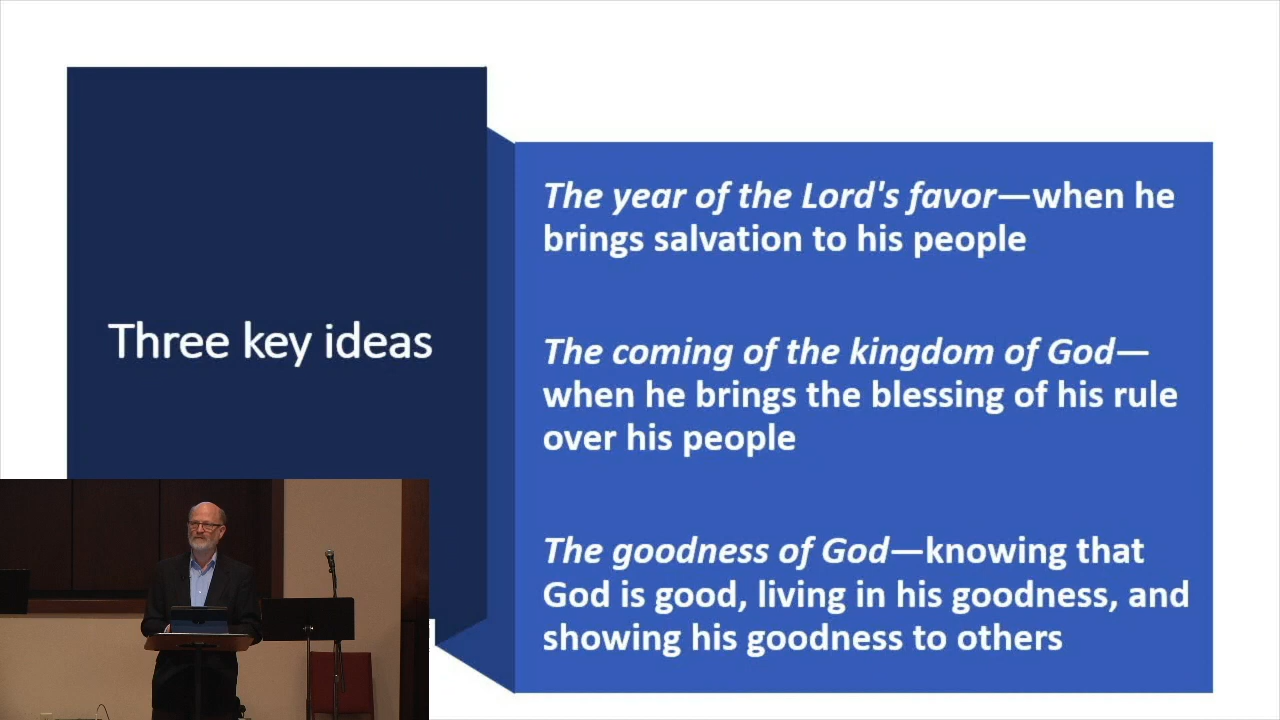 Three key ideas
The year of the Lord's favor—when he
brings salvation to his people
The coming of the kingdom of God—
when he brings the blessing of his rule
over his people
The goodness of God—knowing that
God is good, living in his goodness, and
showing his goodness to others